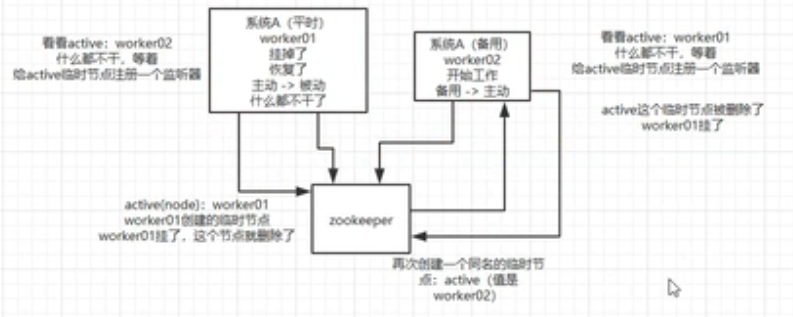 看看active：worker02
什么都不干，等着
给active临时节点注册一个监听器
系统A（平时）
worker01
挂掉了
恢复了
主动 -> 被动
什么都不干了
系统A（备用）
worker02
开始工作
备用 -> 主动
看看active：worker01
什么都不干，等着
给active临时节点注册一个监听器
active这个临时节点被删除了
worker01挂了
active(node)：worker01
worker01创建的临时节点
worker01挂了，这个节点就删除了
zookeeper
再次创建一个同名的临时节
点：active（值是
worker02）